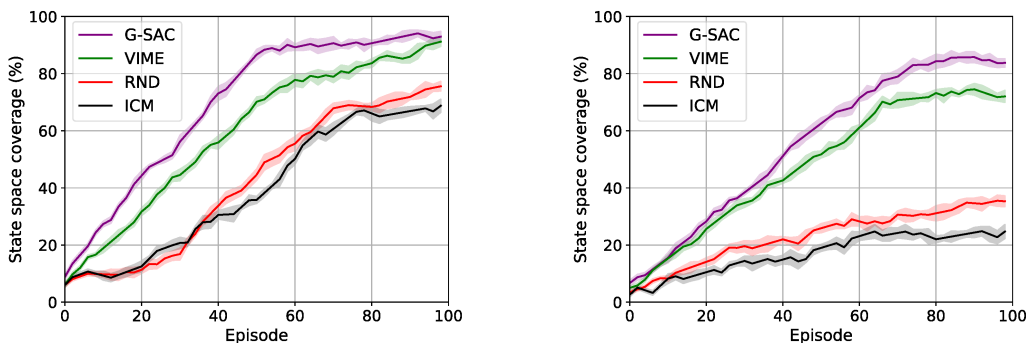 100
80
60
40
20
0
State space coverage (%)
G-SAC
VIME
RND
ICM
0 20 40 60 80 100
Episode
100
80
60
40
20
0
State space coverage (%)
G-SAC
VIME
RND
ICM
0 20 40 60 80 100
Episode